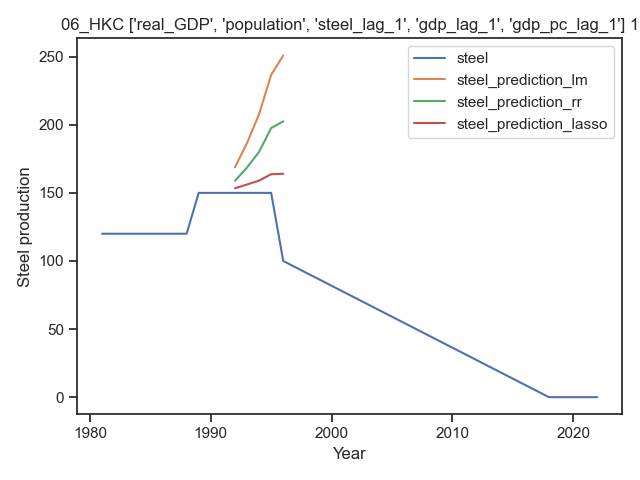 06_HKC ['real_GDP', 'population', 'steel_lag_1', 'gdp_lag_1', 'gdp_pc_lag_1'] 1
steel
steel_prediction_lm
steel_prediction_rr
steel_prediction_lasso
Steel production
250
200
150
100
50
0
1980
1990
2000
2010
2020
Year